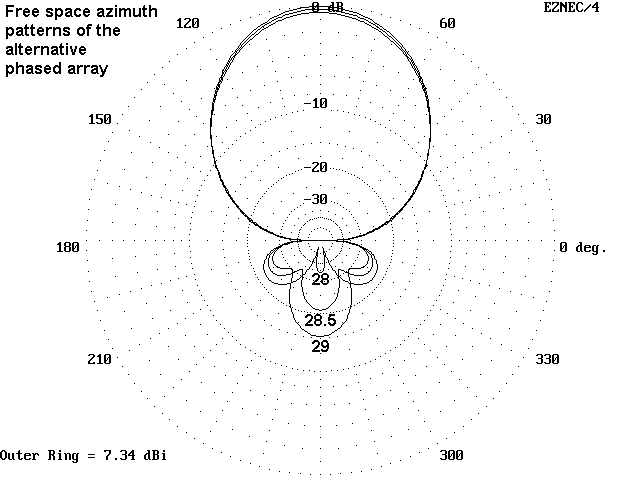 Free space azimuth
patterns of the
alternative
phased array
0 dB
EZNEC/4
120
60
-10
150
30
-20
-30
180
0 deg.
28
28.5
29
210
330
Outer Ring = 7.34 dBi
300